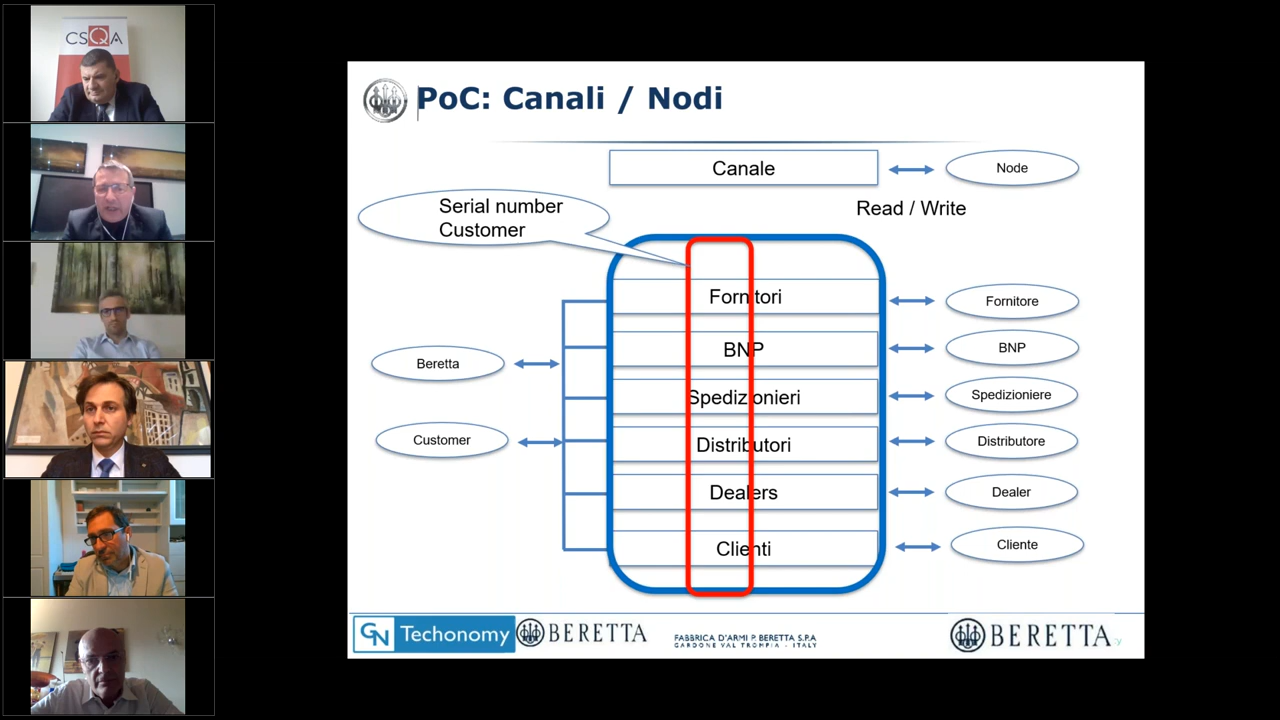 CSQA
PoC: Canali / Nodi
Canale
Node
Serial number
Customer
Read / Write
Fornitori
Fornitore
BNP
BNP
Beretta
Spedizionieri
Spedizioniere
Customer
Distributori
Distributore
Dealers
Dealer
Clienti
Cliente
GN Techonomy
BERETTA
FABBRICA D'ARMI P. BERETTA S.P.A
GARDONE VAL TROMPIA - ITALY
BERETTA